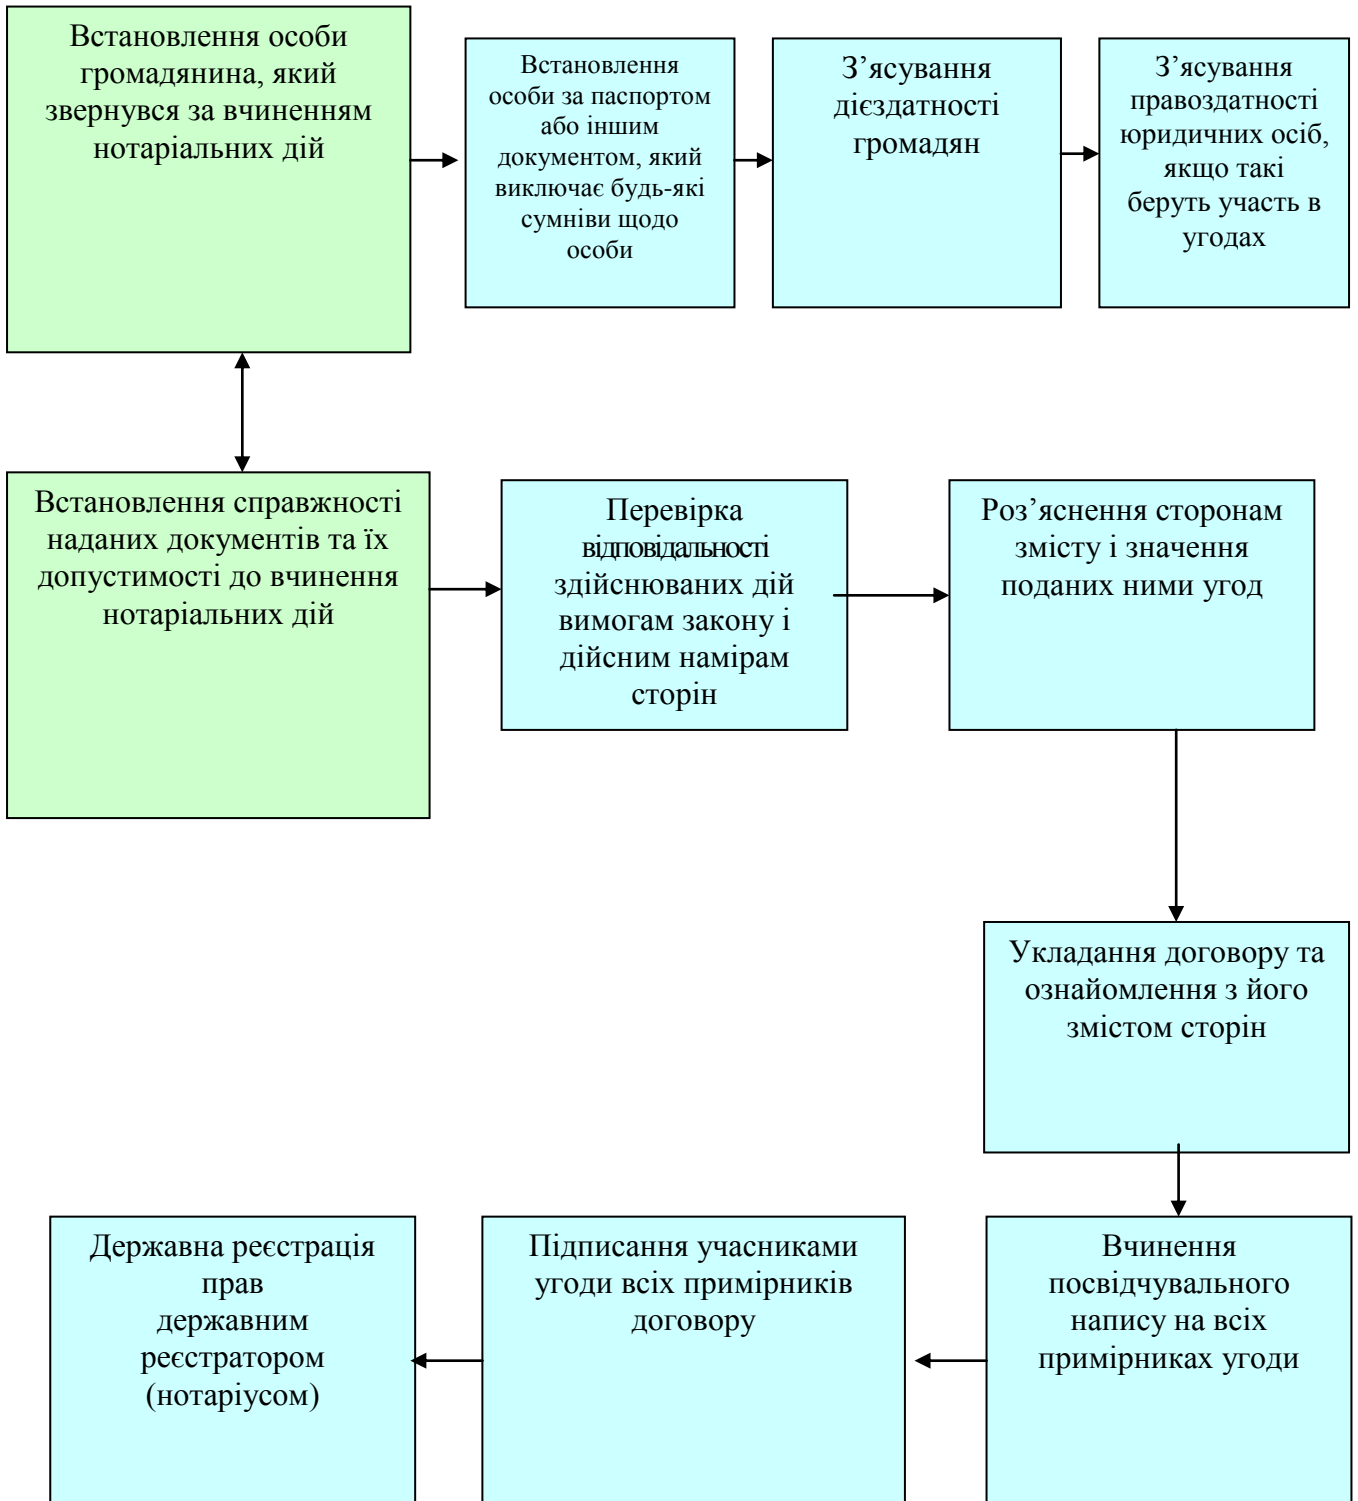 Встановлення особи
громадянина, який
звернувся за вчиненням
нотаріальних дій
Встановлення
особи за паспортом
або іншим
документом, який
виключає будь-які
сумніви щодо
особи
З’ясування
дієздатності
громадян
З’ясування
правоздатності
юридичних осіб,
якщо такі
беруть участь в
угодах
Встановлення справжності
наданих документів та їх
допустимості до вчинення
нотаріальних дій
Перевірка
відповідальності
здійснюваних дій
вимогам закону і
дійсним намірам
сторін
Роз’яснення сторонам
змісту і значення
поданих ними угод
Укладання договору та
ознайомлення з його
змістом сторін
Державна реєстрація
прав
державним
реєстратором
(нотаріусом)
Підписання учасниками
угоди всіх примірників
договору
Вчинення
посвідчувального
напису на всіх
примірниках угоди